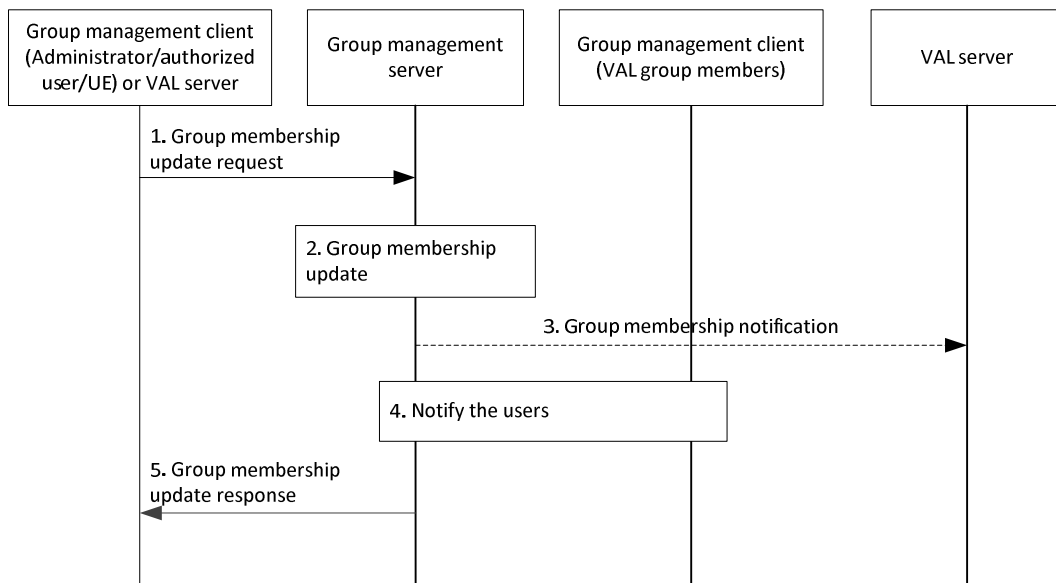 Group management client
(Administrator/authorized
user/UE) or VAL server
Group management
server
Group management client
(VAL group members)
VAL server
1. Group membership
update request
2. Group membership
update
3. Group membership notification
4. Notify the users
5. Group membership
update response